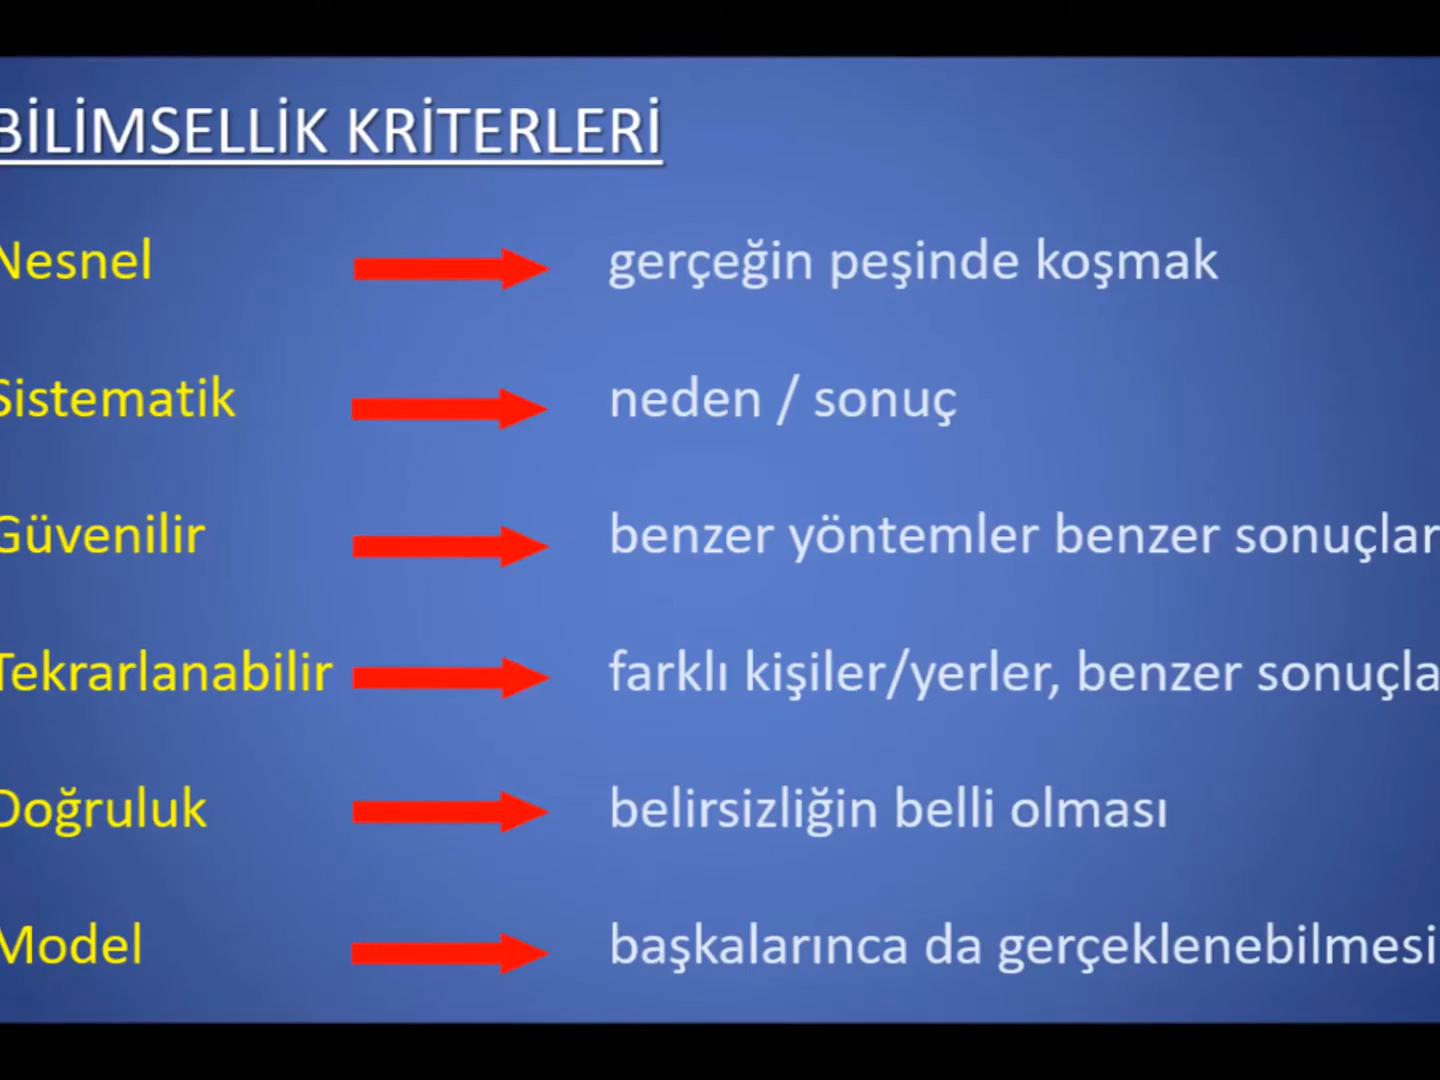 BİLİMSELLİK KRİTERLERİ
Nesnel gerçeğin peşinde koşmak
Sistematik neden / sonuç
Güvenilir benzer yöntemler benzer sonuçlar
Tekrarlanabilir farklı kişiler/yerler, benzer sonuçla
Doğruluk belirsizliğin belli olması
Model başkalarınca da gerçeklenebilmesi